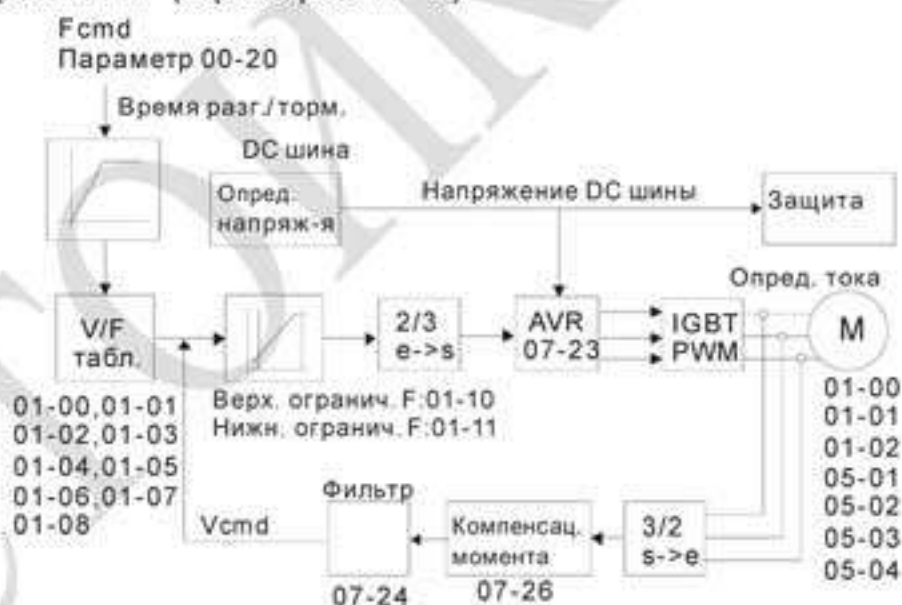 Fcmd
Параметр 00-20
Время разг./торм.
DC шина
Опред.
напряж-я
Напряжение DC шины
Защита
Опред. тока
V/F
табл.
2/3
e->s
AVR
07-23
IGBT
PWM
M
01-00,01-01
01-02,01-03
01-04,01-05
01-06,01-07
01-08
Верх. огранич. F:01-10
Нижн. огранич. F:01-11
01-00
01-01
01-02
05-01
05-02
05-03
05-04
Vcmd
Фильтр
07-24
Компенсац.
момента
07-26
3/2
s->e